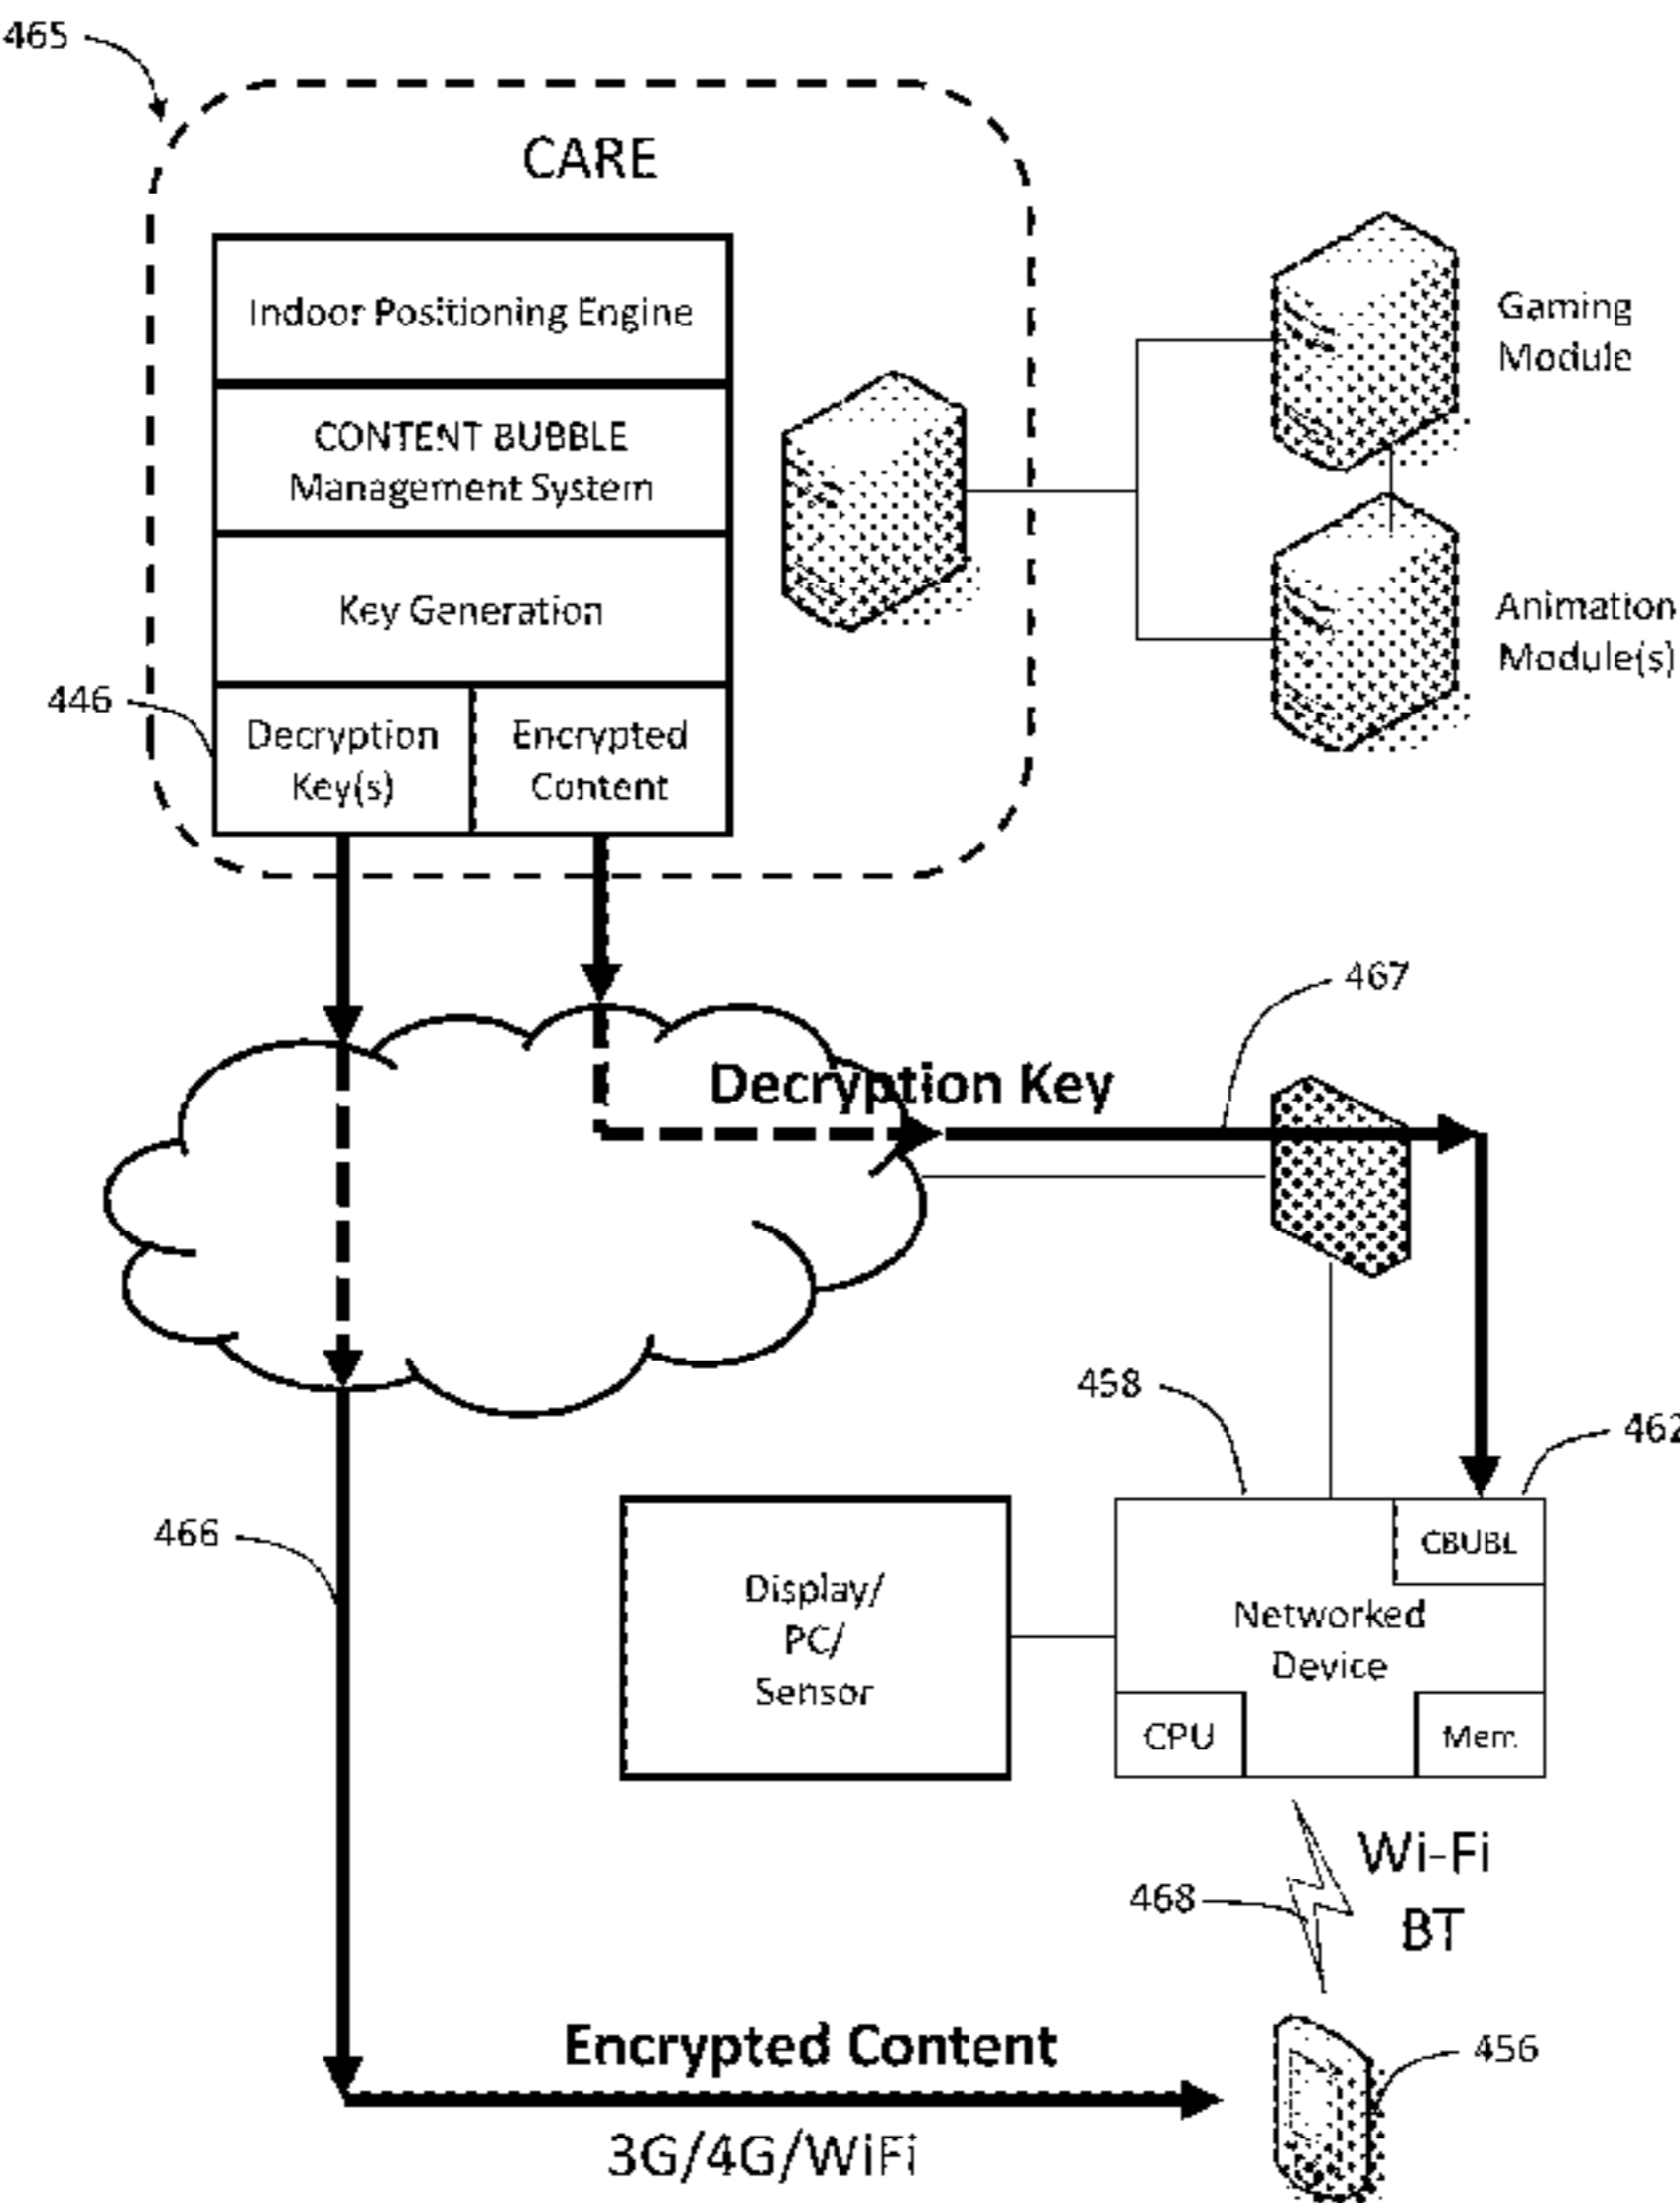 465
CARE
Indoor Positioning Engine
CONTENT BUBBLE
Management System
Key Generation
446
Decryption
Key(s)
Encrypted
Content
Gaming
Module
Animation
Module(s)
467
Decryption Key
458
462
466
Display/
PC/
Sensor
CBUBL
Networked
Device
CPU
Mem
Wi-Fi
468
BT
Encrypted Content
456
3G/4G/WiFi